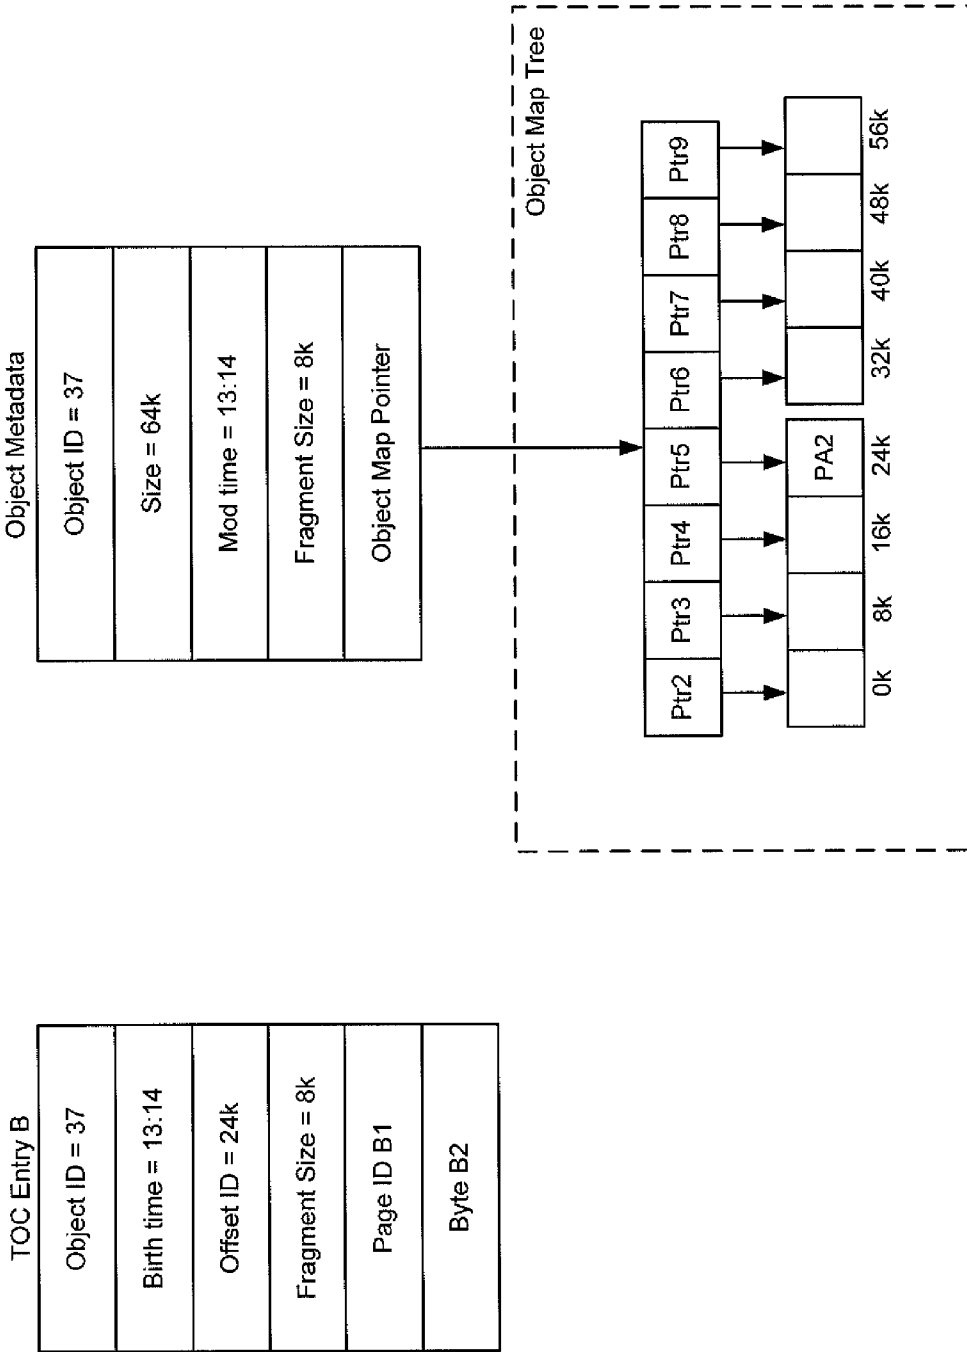 TOC Entry B
Object ID = 37
Birth time = 13:14
Offset ID = 24k
Fragment Size = 8k
Page ID B1
Byte B2
Object Metadata
Object ID = 37
Size = 64k
Mod time = 13:14
Fragment Size = 8k
Object Map Pointer
Object Map Tree
Ptr2 Ptr3 Ptr4 Ptr5 Ptr6 Ptr7 Ptr8 Ptr9
PA2
0k 8k 16k 24k 32k 40k 48k 56k